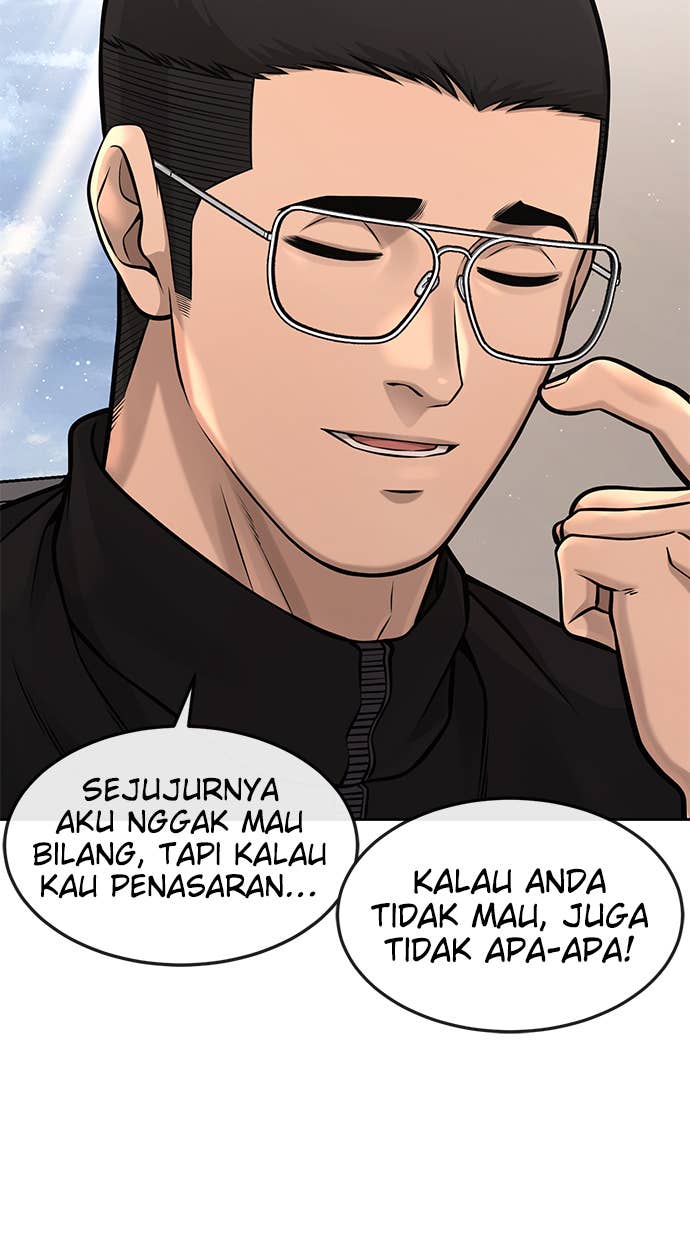 SEJUJURNYA
AKU NGGAK MAU
BILANG, TAPI KALAU
KAU PENASARAN...
KALAU ANDA
TIDAK MAU, JUGA
TIDAK APA-APA!